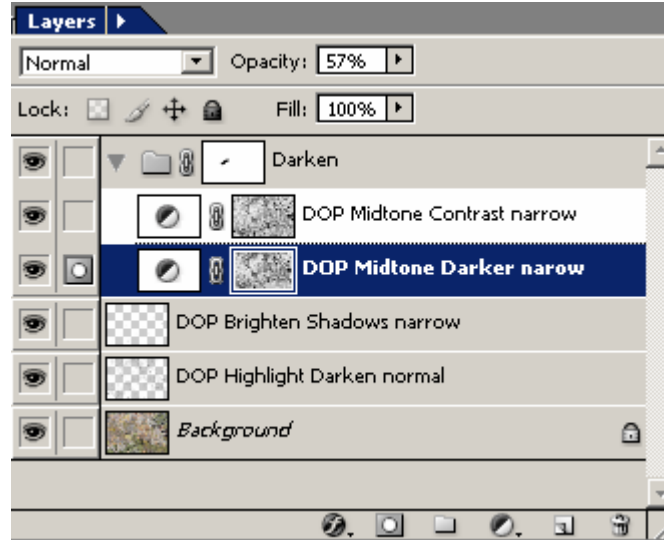 Layers
Normal Opacity: 57%
Lock: Fill: 100%
Darken
DOP Midtone Contrast narrow
DOP Midtone Darker narow
DOP Brighten Shadows narrow
DOP Highlight Darken normal
Background